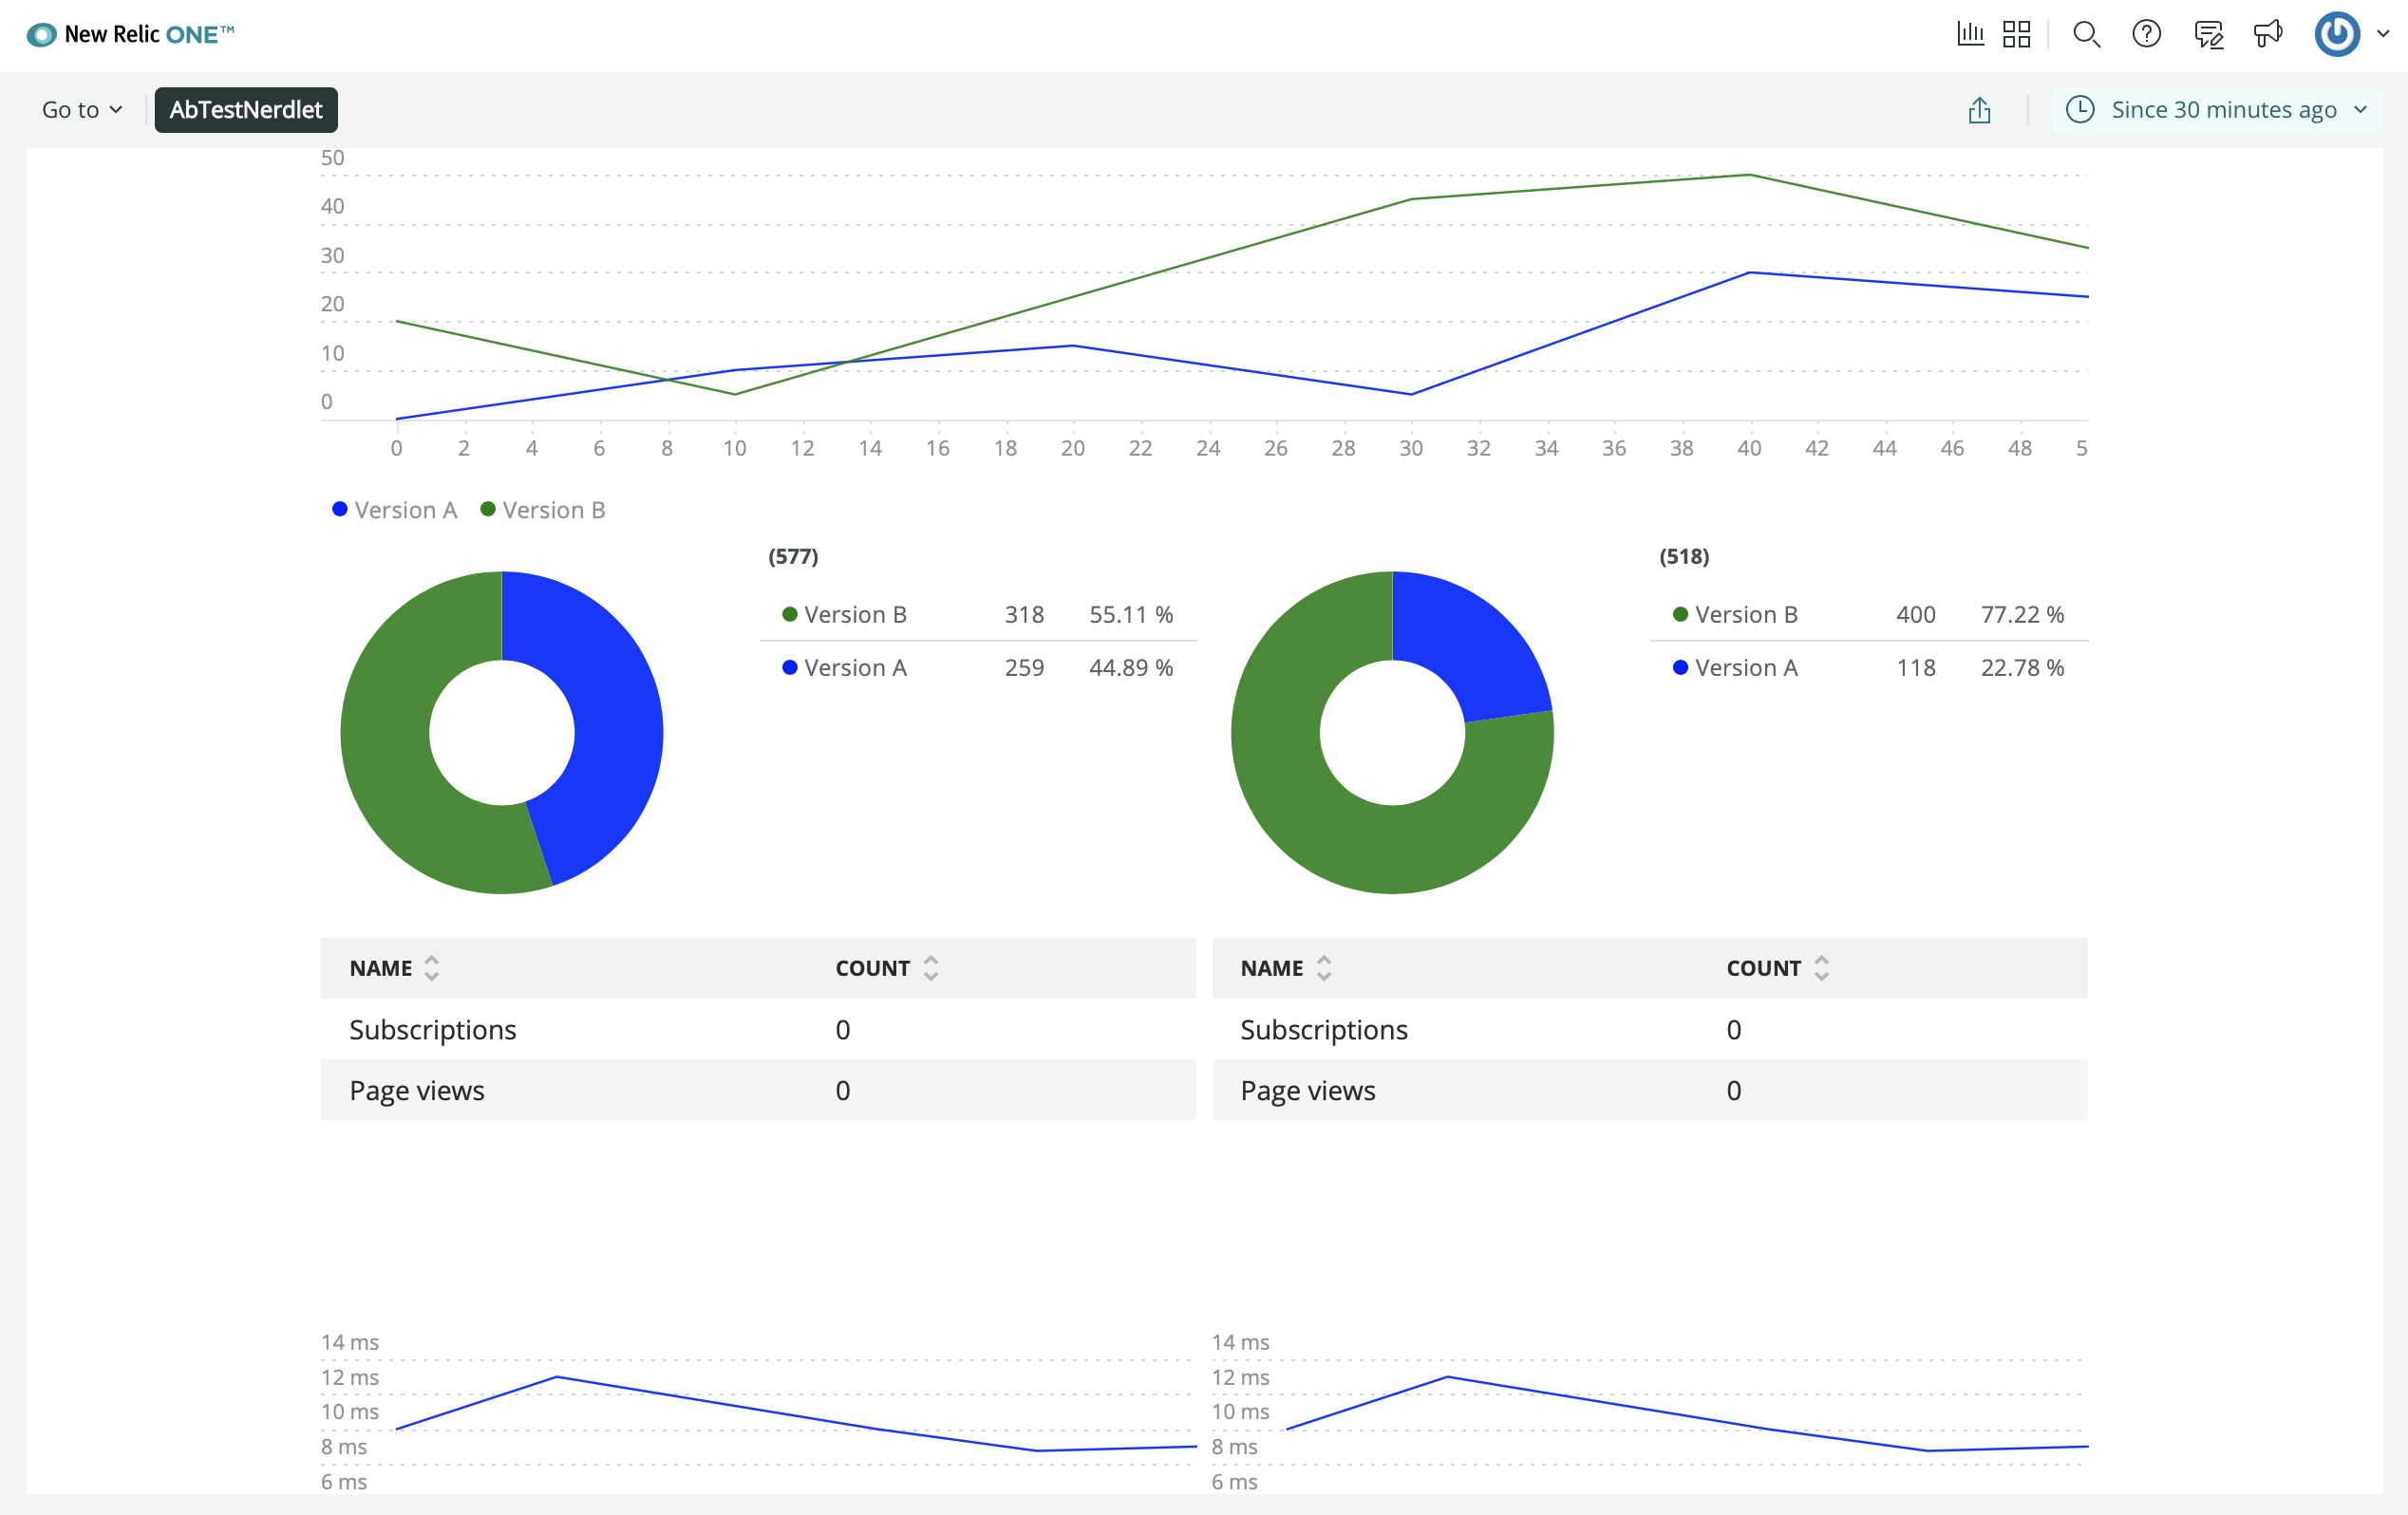 New Relic ONE™
Go to
AbTestNerdlet
Since 30 minutes ago
50
40
30
20
10
0
0 2 4 6 8 10 12 14 16 18 20 22 24 26 28 30 32 34 36 38 40 42 44 46 48 5
Version A Version B
(577)
Version B 318 55.11 %
Version A 259 44.89 %
(518)
Version B 400 77.22 %
Version A 118 22.78 %
NAME COUNT
Subscriptions 0
Page views 0
NAME COUNT
Subscriptions 0
Page views 0
14 ms
12 ms
10 ms
8 ms
6 ms
14 ms
12 ms
10 ms
8 ms
6 ms